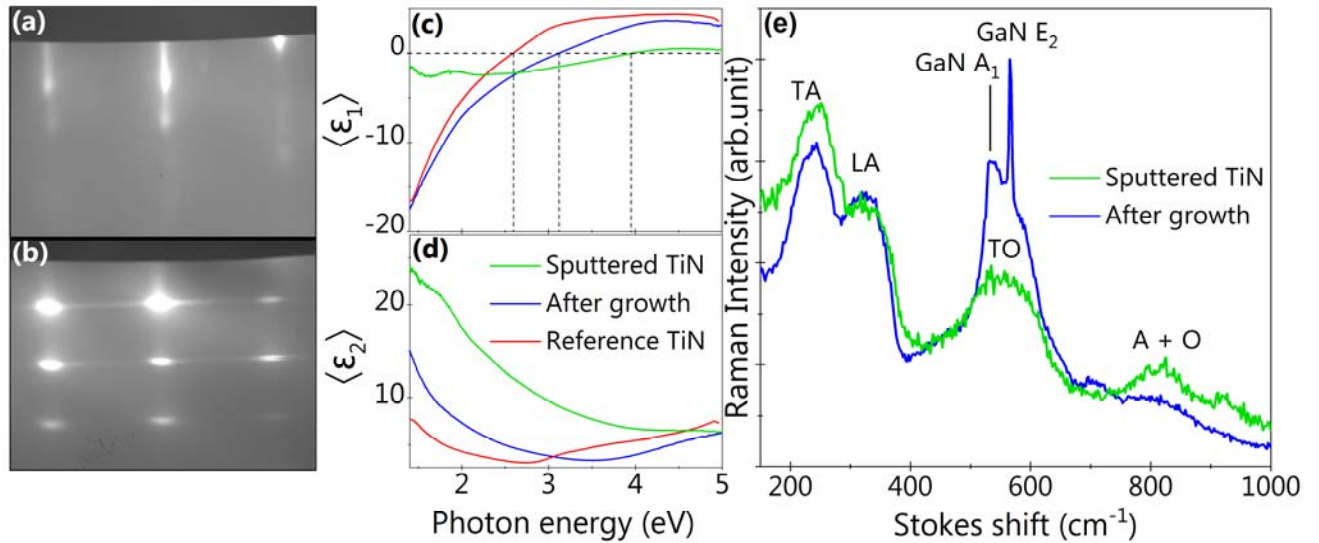 (a)
(b)
(c)
0
-10
-20
⟨ε₁⟩
(d)
Sputtered TiN
After growth
Reference TiN
20
10
⟨ε₂⟩
2
3
4
5
Photon energy (eV)
(e)
GaN E₂
GaN A₁
TA
LA
Sputtered TiN
After growth
TO
A + O
Raman Intensity (arb.unit)
200
400
600
800
1000
Stokes shift (cm⁻¹)